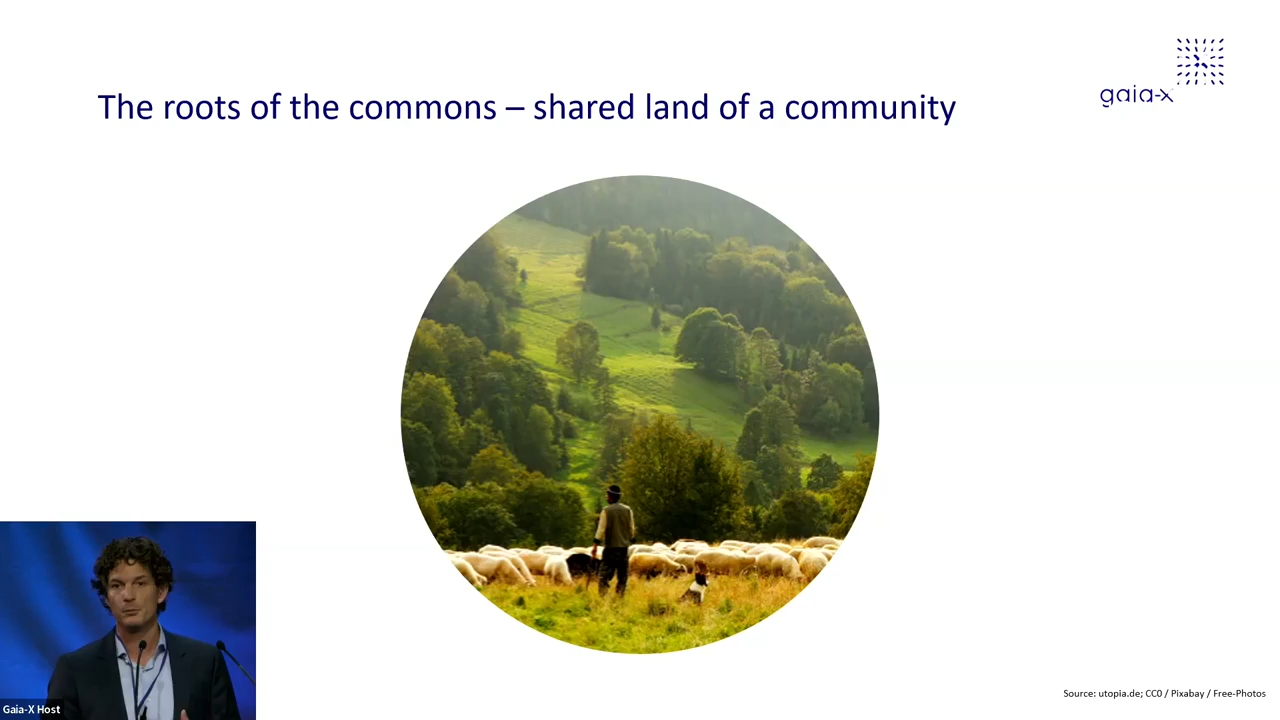 gaia-x
The roots of the commons – shared land of a community
Gaia-X Host
Source: utopia.de; CC0 / Pixabay / Free-Photos